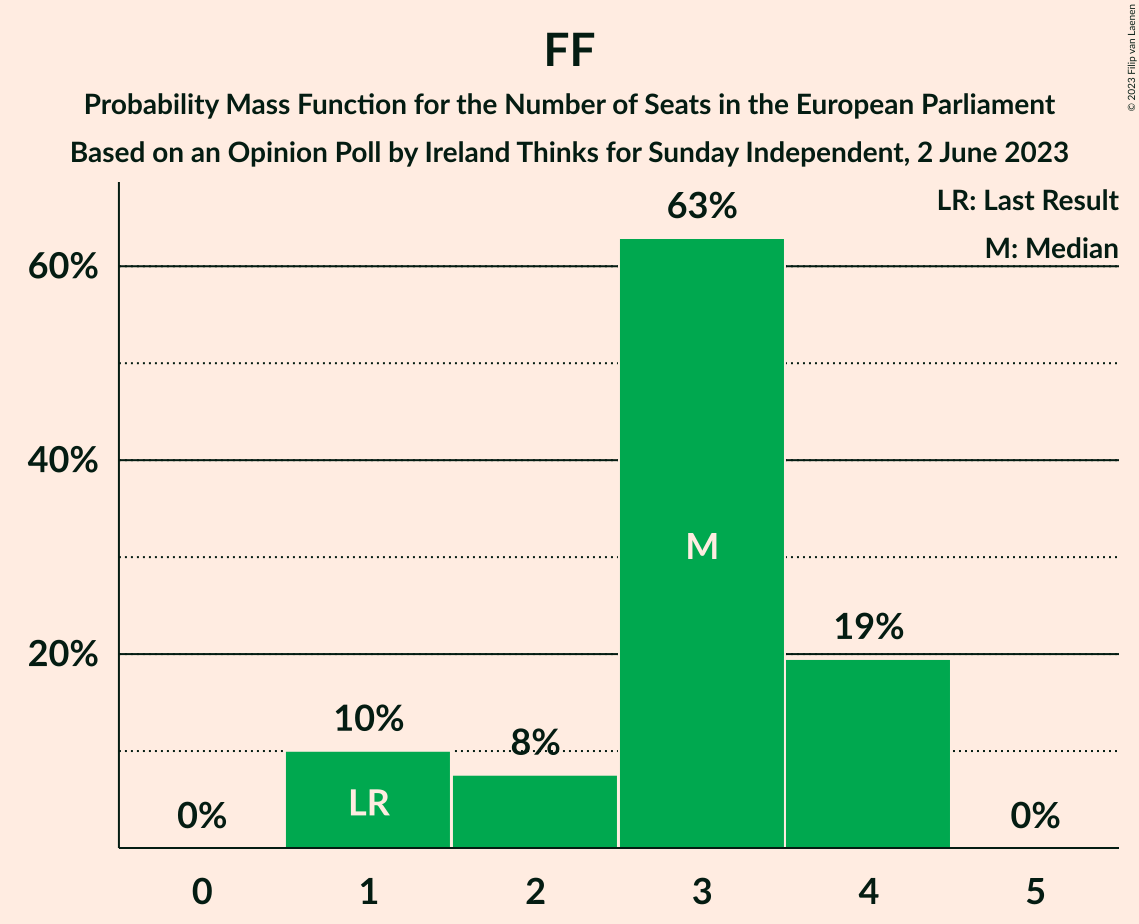 FF
Probability Mass Function for the Number of Seats in the European Parliament
Based on an Opinion Poll by Ireland Thinks for Sunday Independent, 2 June 2023
© 2023 Filip van Laenen
LR: Last Result
M: Median
63%
60%
40%
M
19%
20%
10%
8%
LR
0%
0%
0 1 2 3 4 5